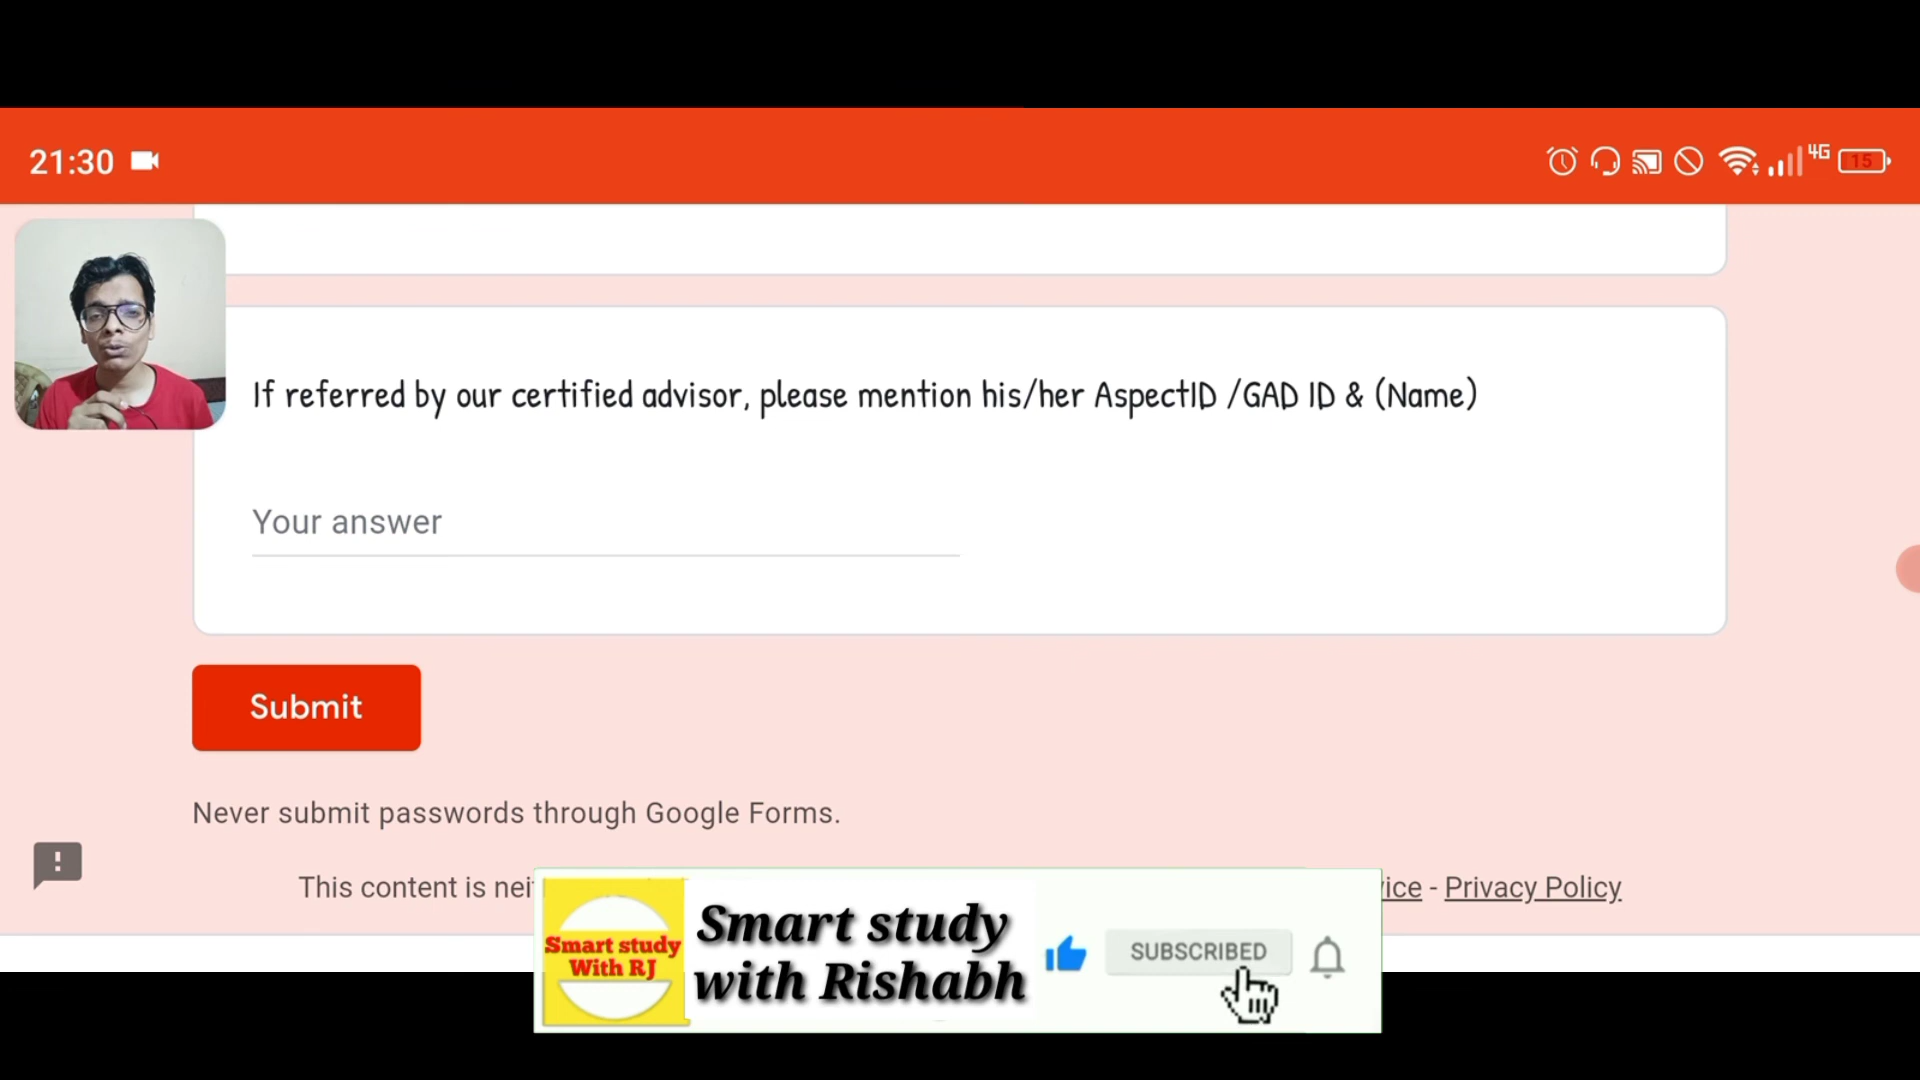 21:30
4G
15
If referred by our certified advisor, please mention his/her AspectID /GAD ID & (Name)
Your answer
Submit
Never submit passwords through Google Forms.
This content is
Privacy Policy
Smart study
With RJ
Smart study
with Rishabh
SUBSCRIBED